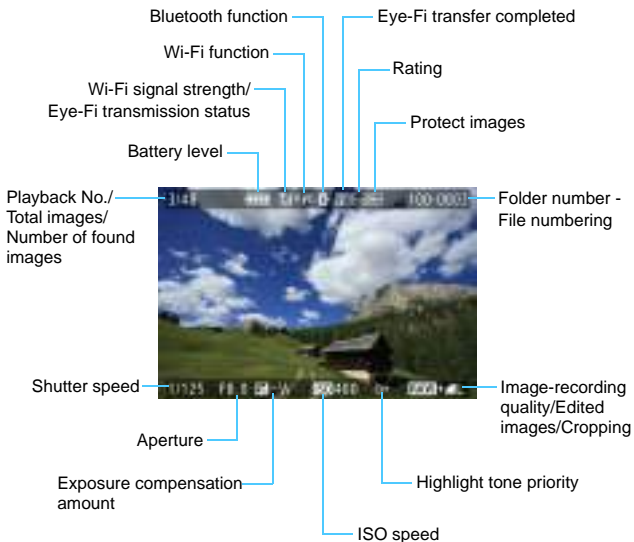 Bluetooth function
Eye-Fi transfer completed
Wi-Fi function
Rating
Wi-Fi signal strength/
Eye-Fi transmission status
Protect images
Battery level
Playback No./
Total images/
Number of found
images
3/48
100-0001
Folder number -
File numbering
Shutter speed
1/125 F8.0
400
Image-recording
quality/Edited
images/Cropping
Aperture
Exposure compensation
amount
Highlight tone priority
ISO speed